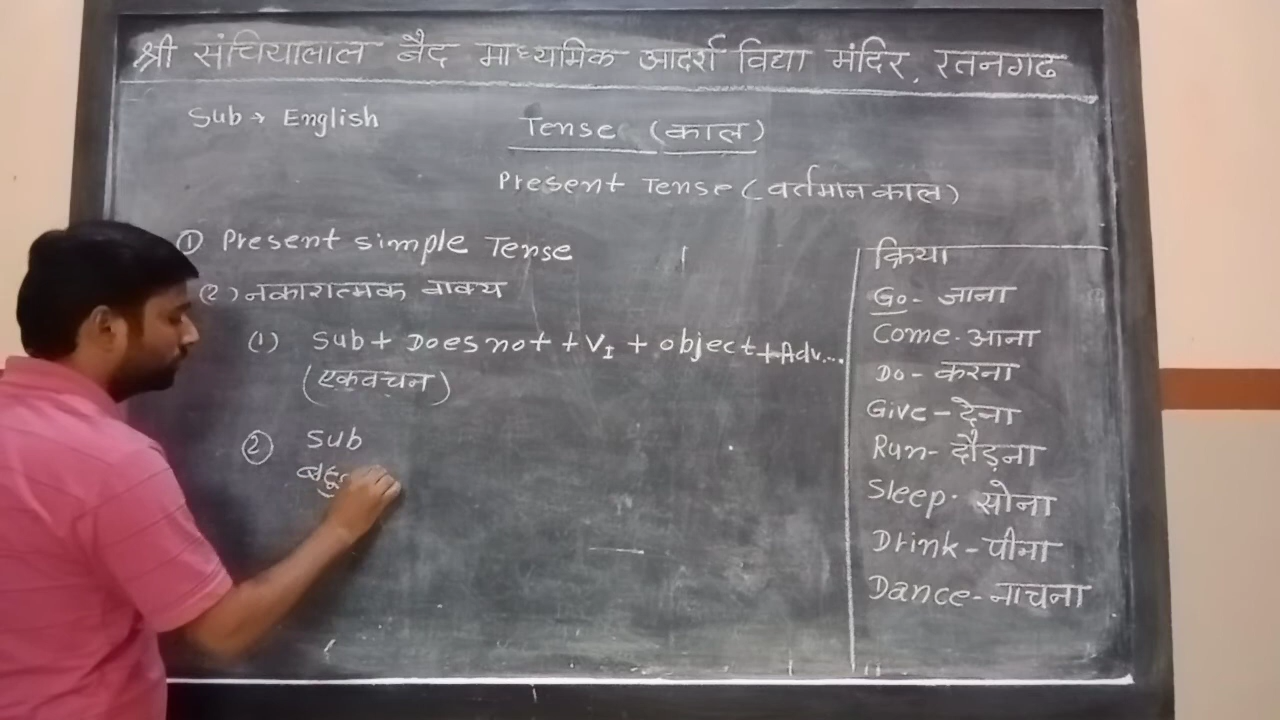 श्री संचियालाल बैद माध्यमिक आदर्श विद्या मंदिर, रतनगढ
Sub → English
Tense (काल)
Present Tense (वर्तमान काल)
① Present simple Tense
(२) नकारात्मक वाक्य
(1) Sub + Does not + V₁ + object + Adv...
(एकवचन)
② Sub
क्रिया
Go - जाना
Come - आना
Do - करना
Give - देना
Run - दौड़ना
Sleep - सोना
Drink - पीना
Dance - नाचना